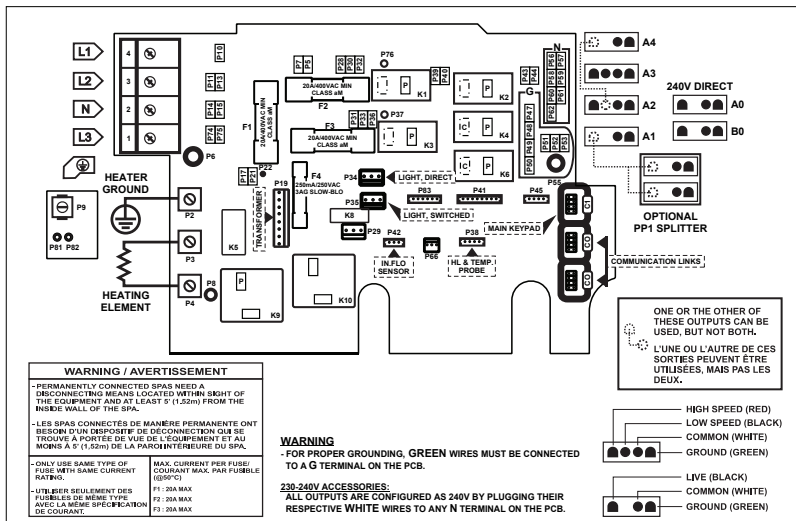 L1
L2
N
L3
4
3
2
1
P10
P11
P13
P14
P15
P74
P75
P6
HEATER
GROUND
P9
P81 P82
P2
P3
P4
P8
HEATING
ELEMENT
P7
P5
F1
20A/400VAC MIN
CLASS aM
P28
P30
P32
20A/400VAC MIN
CLASS aM
F2
P31
P33
P36
F3
20A/400VAC MIN
CLASS aM
P76
P
K1
P37
P
K3
P39
P40
P
K2
C
K4
C
K6
P17
P21
P22
P19
TRANSFORMER
F4
250mA/250VAC
3AG SLOW-BLO
K5
P
K9
K10
K8
P34
LIGHT, DIRECT
P35
LIGHT, SWITCHED
P29
P83
P41
P45
P42
IN.FLO
SENSOR
P66
P38
HL & TEMP.
PROBE
MAIN KEYPAD
P43
P44
G
P47
P48
P49
P50
N
P56
P57
P58
P59
P60
P61
P62
P51
P52
P53
P55
C1
CO
CO
COMMUNICATION LINKS
A4
A3
A2
A1
240V DIRECT
A0
B0
OPTIONAL
PP1 SPLITTER
ONE OR THE OTHER OF
THESE OUTPUTS CAN BE
USED, BUT NOT BOTH.
L'UNE OU L'AUTRE DE CES
SORTIES PEUVENT ÊTRE
UTILISÉES, MAIS PAS LES
DEUX.
WARNING / AVERTISSEMENT
- PERMANENTLY CONNECTED SPAS NEED A
DISCONNECTING MEANS LOCATED WITHIN SIGHT OF
THE EQUIPMENT AND AT LEAST 5' (1,52m) FROM THE
INSIDE WALL OF THE SPA.
- LES SPAS CONNECTÉS DE MANIÈRE PERMANENTE ONT
BESOIN D'UN DISPOSITIF DE DÉCONNECTION QUI SE
TROUVE À PORTÉE DE VUE DE L'ÉQUIPEMENT ET AU
MOINS À 5' (1,52m) DE LA PAROI INTÉRIEURE DU SPA.
- ONLY USE SAME TYPE OF
FUSE WITH SAME CURRENT
RATING.
- UTILISER SEULEMENT DES
FUSIBLES DE MÊME TYPE
AVEC LA MÊME SPÉCIFICATION
DE COURANT.
MAX. CURRENT PER FUSE/
COURANT MAX. PAR FUSIBLE
(@50°C)
F1 : 20A MAX
F2 : 20A MAX
F3 : 20A MAX
WARNING
- FOR PROPER GROUNDING, GREEN WIRES MUST BE CONNECTED
TO A G TERMINAL ON THE PCB.
230-240V ACCESSORIES:
ALL OUTPUTS ARE CONFIGURED AS 240V BY PLUGGING THEIR
RESPECTIVE WHITE WIRES TO ANY N TERMINAL ON THE PCB.
HIGH SPEED (RED)
LOW SPEED (BLACK)
COMMON (WHITE)
GROUND (GREEN)
LIVE (BLACK)
COMMON (WHITE)
GROUND (GREEN)